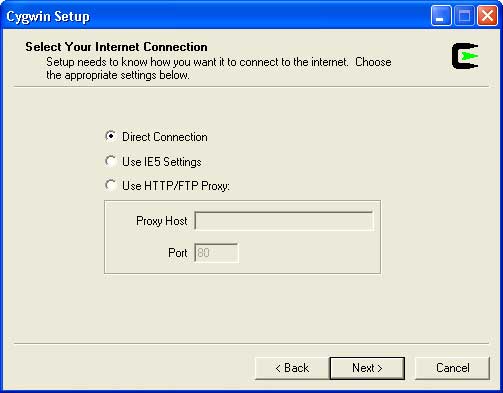 Cygwin Setup
Select Your Internet Connection
Setup needs to know how you want it to connect to the internet. Choose
the appropriate settings below.
Direct Connection
Use IE5 Settings
Use HTTP/FTP Proxy:
Proxy Host
Port 80
< Back Next > Cancel